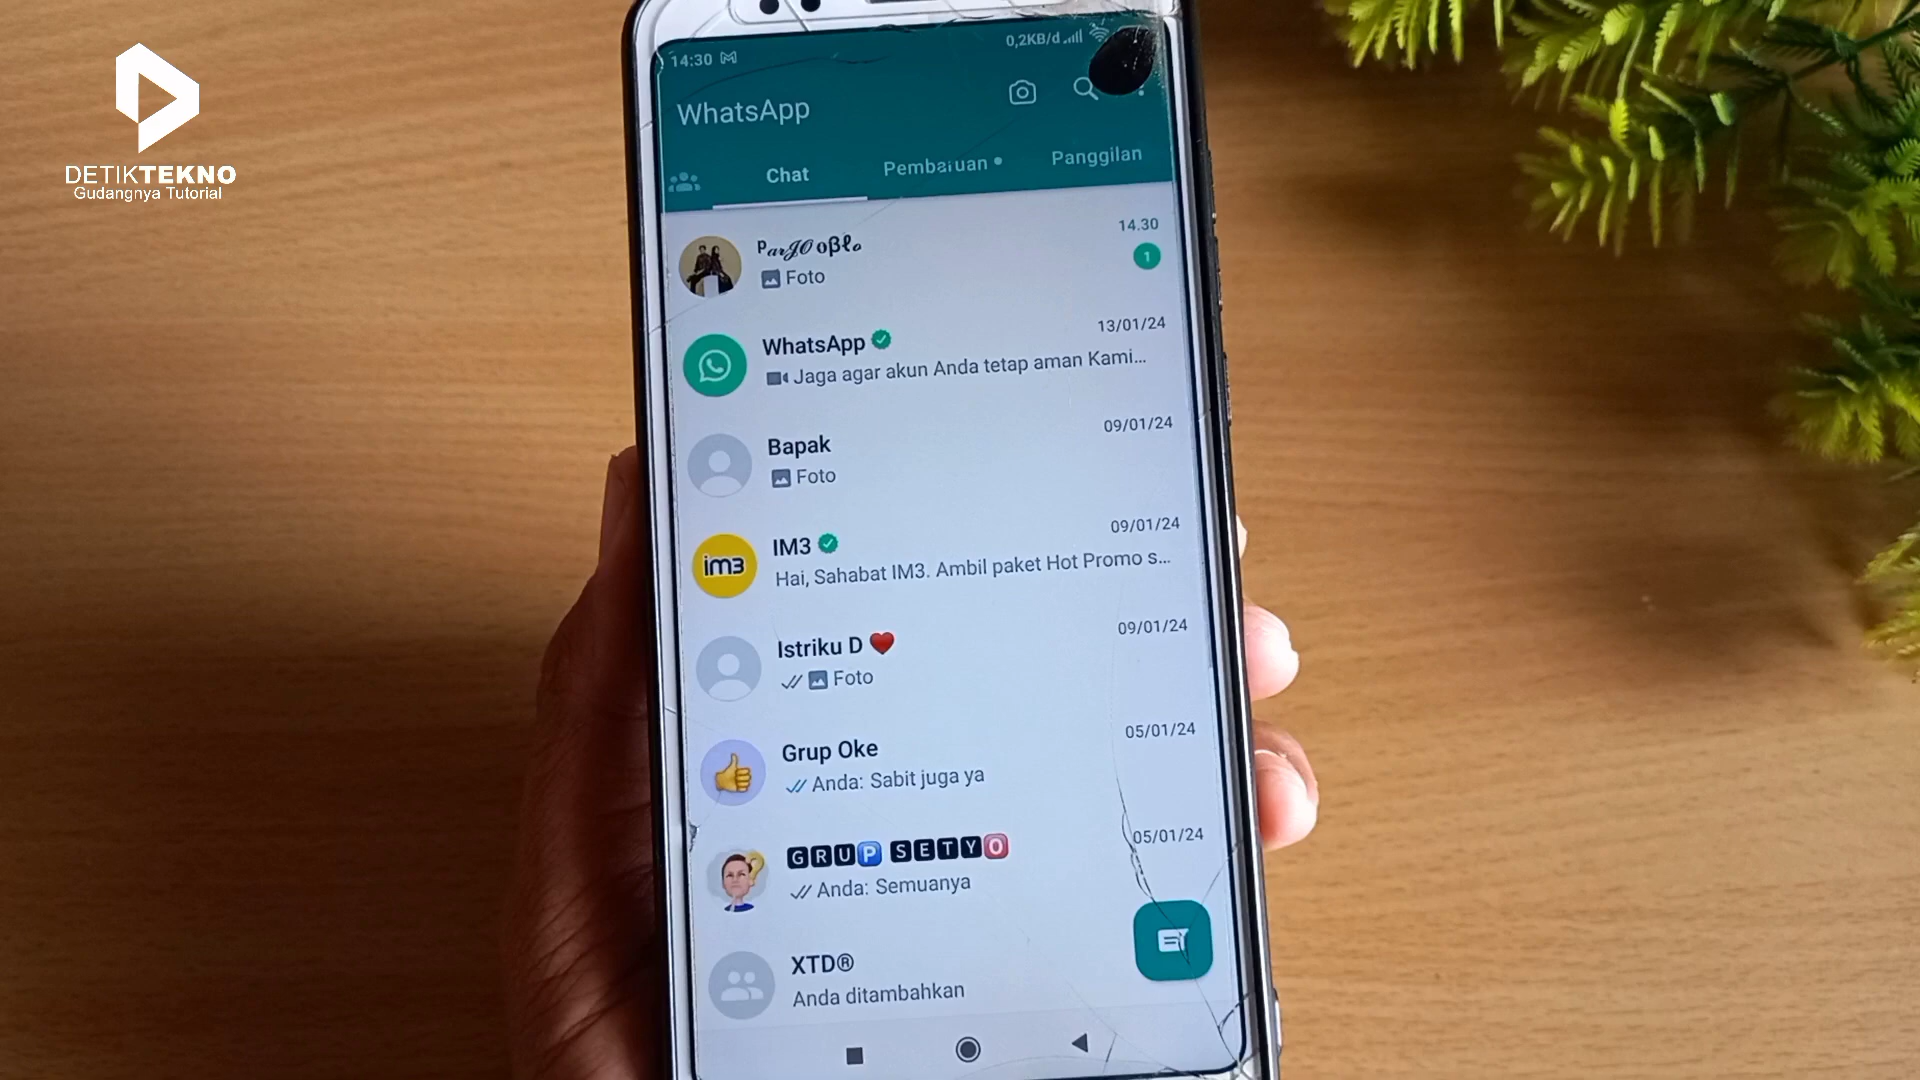 DETIKTEKNO
Gudangnya Tutorial
14:30
0,2KB/d
WhatsApp
Chat
Pembaruan
Panggilan
14.30
Foto
1
WhatsApp
13/01/24
Jaga agar akun Anda tetap aman Kami...
Bapak
09/01/24
Foto
im3
IM3
09/01/24
Hai, Sahabat IM3. Ambil paket Hot Promo s...
Istriku D ❤️
09/01/24
Foto
Grup Oke
05/01/24
Anda: Sabit juga ya
🅶🆁🆄🅿️ 🆂🅴🆃🆈🅾️
05/01/24
Anda: Semuanya
XTD®
Anda ditambahkan